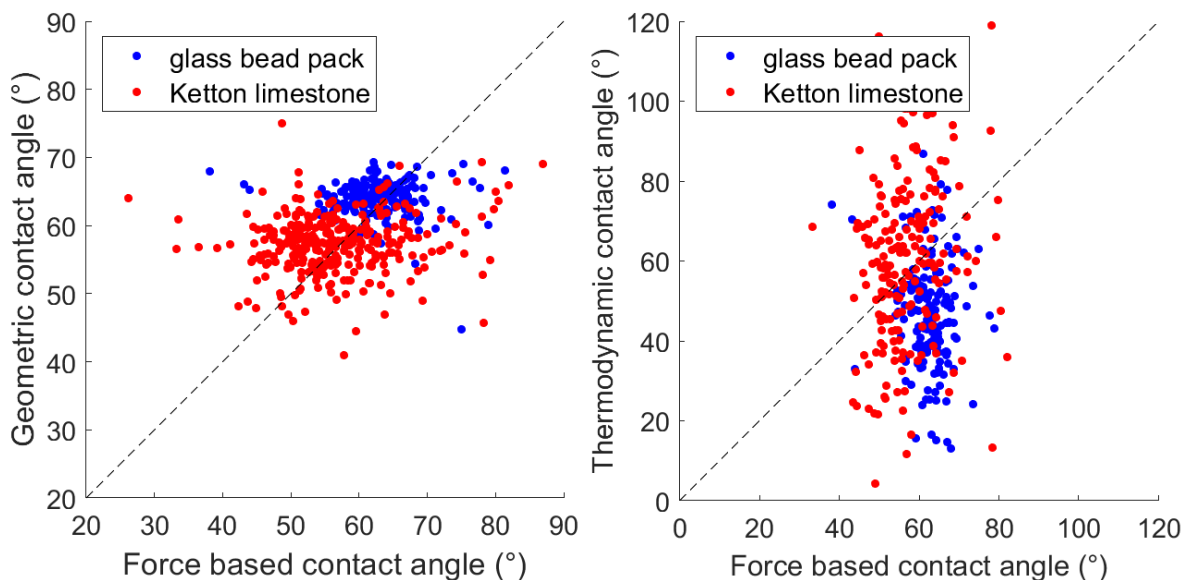 90
80
70
60
50
40
30
20
Geometric contact angle (°)
glass bead pack
Ketton limestone
20 30 40 50 60 70 80 90
Force based contact angle (°)
120
100
80
60
40
20
0
Thermodynamic contact angle (°)
glass bead pack
Ketton limestone
0 20 40 60 80 100 120
Force based contact angle (°)